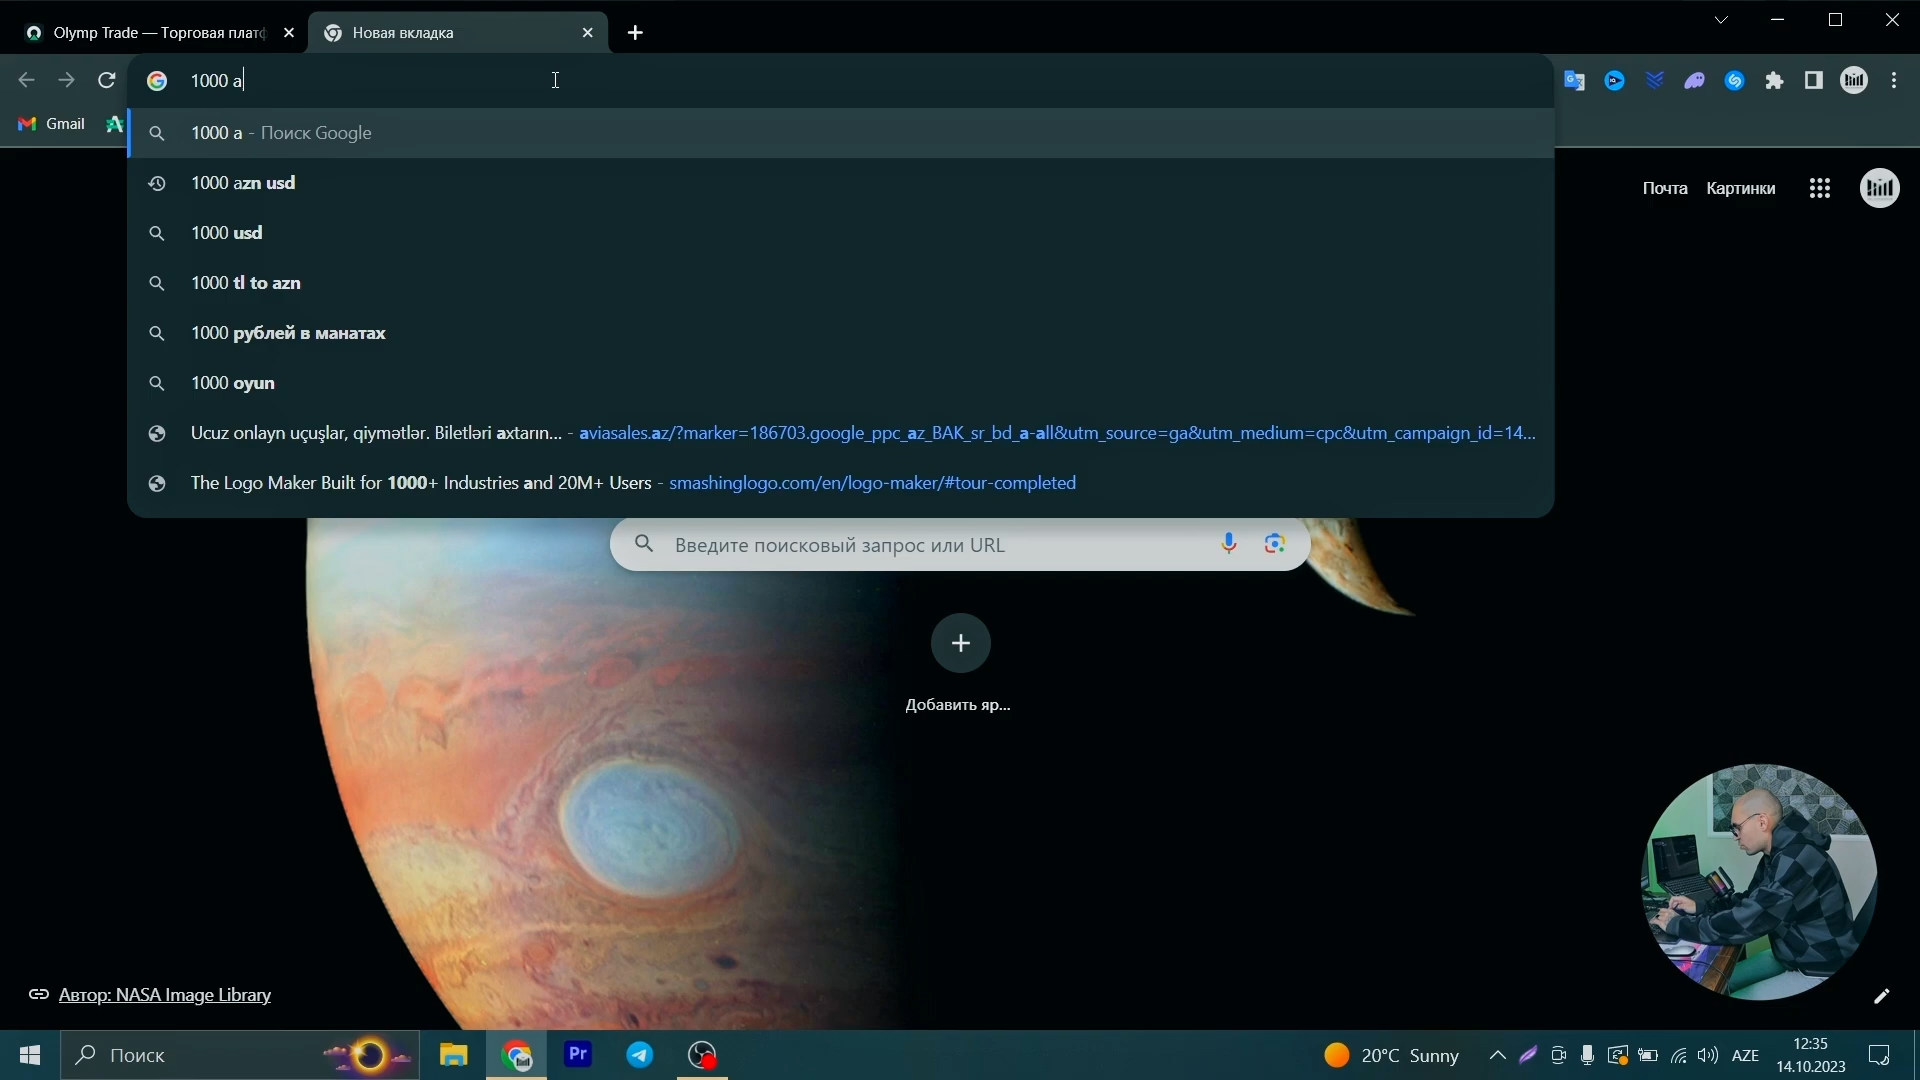 Olymp Trade — Торговая платф
Новая вкладка
1000 a
Gmail
1000 a - Поиск Google
1000 azn usd
1000 usd
1000 tl to azn
1000 рублей в манатах
1000 oyun
Ucuz onlayn uçuşlar, qiymətlər. Biletləri axtarın... - aviasales.az/?marker=186703.google_ppc_az_BAK_sr_bd_a-all&utm_source=ga&utm_medium=cpc&utm_campaign_id=14...
The Logo Maker Built for 1000+ Industries and 20M+ Users - smashinglogo.com/en/logo-maker/#tour-completed
Почта Картинки
Введите поисковый запрос или URL
Добавить яр...
Автор: NASA Image Library
Поиск
Pr
20°C Sunny
AZE
12:35
14.10.2023